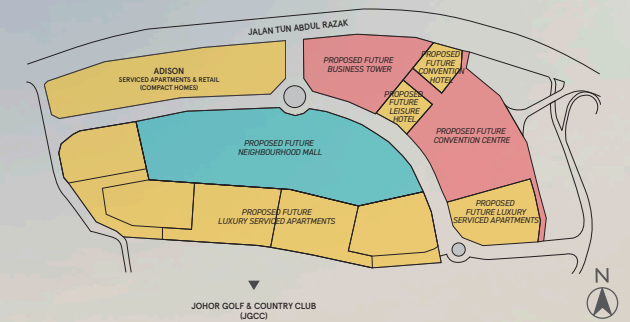 JALAN TUN ABDUL RAZAK
ADISON
SERVICED APARTMENTS & RETAIL
(COMPACT HOMES)
PROPOSED FUTURE
BUSINESS TOWER
PROPOSED
FUTURE
CONVENTION
HOTEL
PROPOSED
FUTURE
LEISURE
HOTEL
PROPOSED FUTURE
CONVENTION CENTRE
PROPOSED FUTURE
NEIGHBOURHOOD MALL
PROPOSED FUTURE
LUXURY SERVICED APARTMENTS
PROPOSED
FUTURE LUXURY
SERVICED APARTMENTS
JOHOR GOLF & COUNTRY CLUB
(JGCC)
N